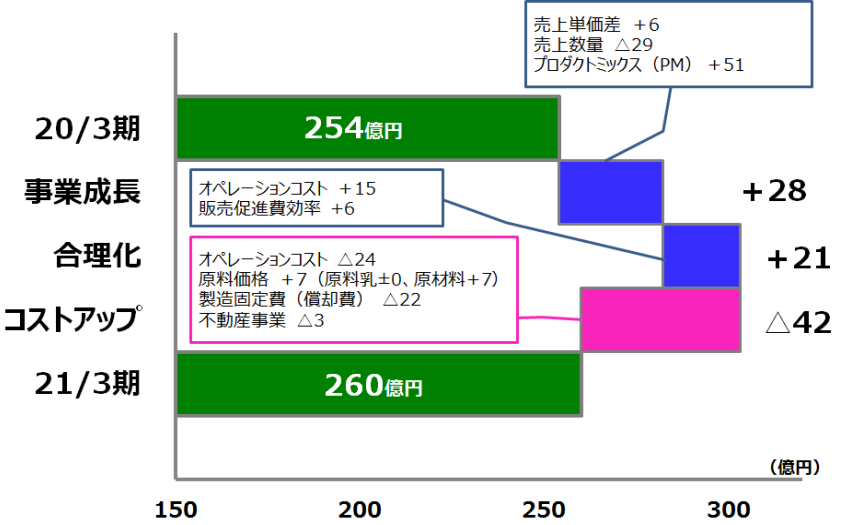 売上単価差 +6
売上数量 △29
プロダクトミックス（PM） +51
20/3期
254億円
事業成長
オペレーションコスト +15
販売促進費効率 +6
+28
合理化
+21
オペレーションコスト △24
原料価格 +7（原料乳±0、原材料+7）
製造固定費（償却費） △22
不動産事業 △3
コストアップ
△42
21/3期
260億円
（億円）
150 200 250 300